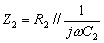 Z₂ = R₂ // 1/(jωC₂)